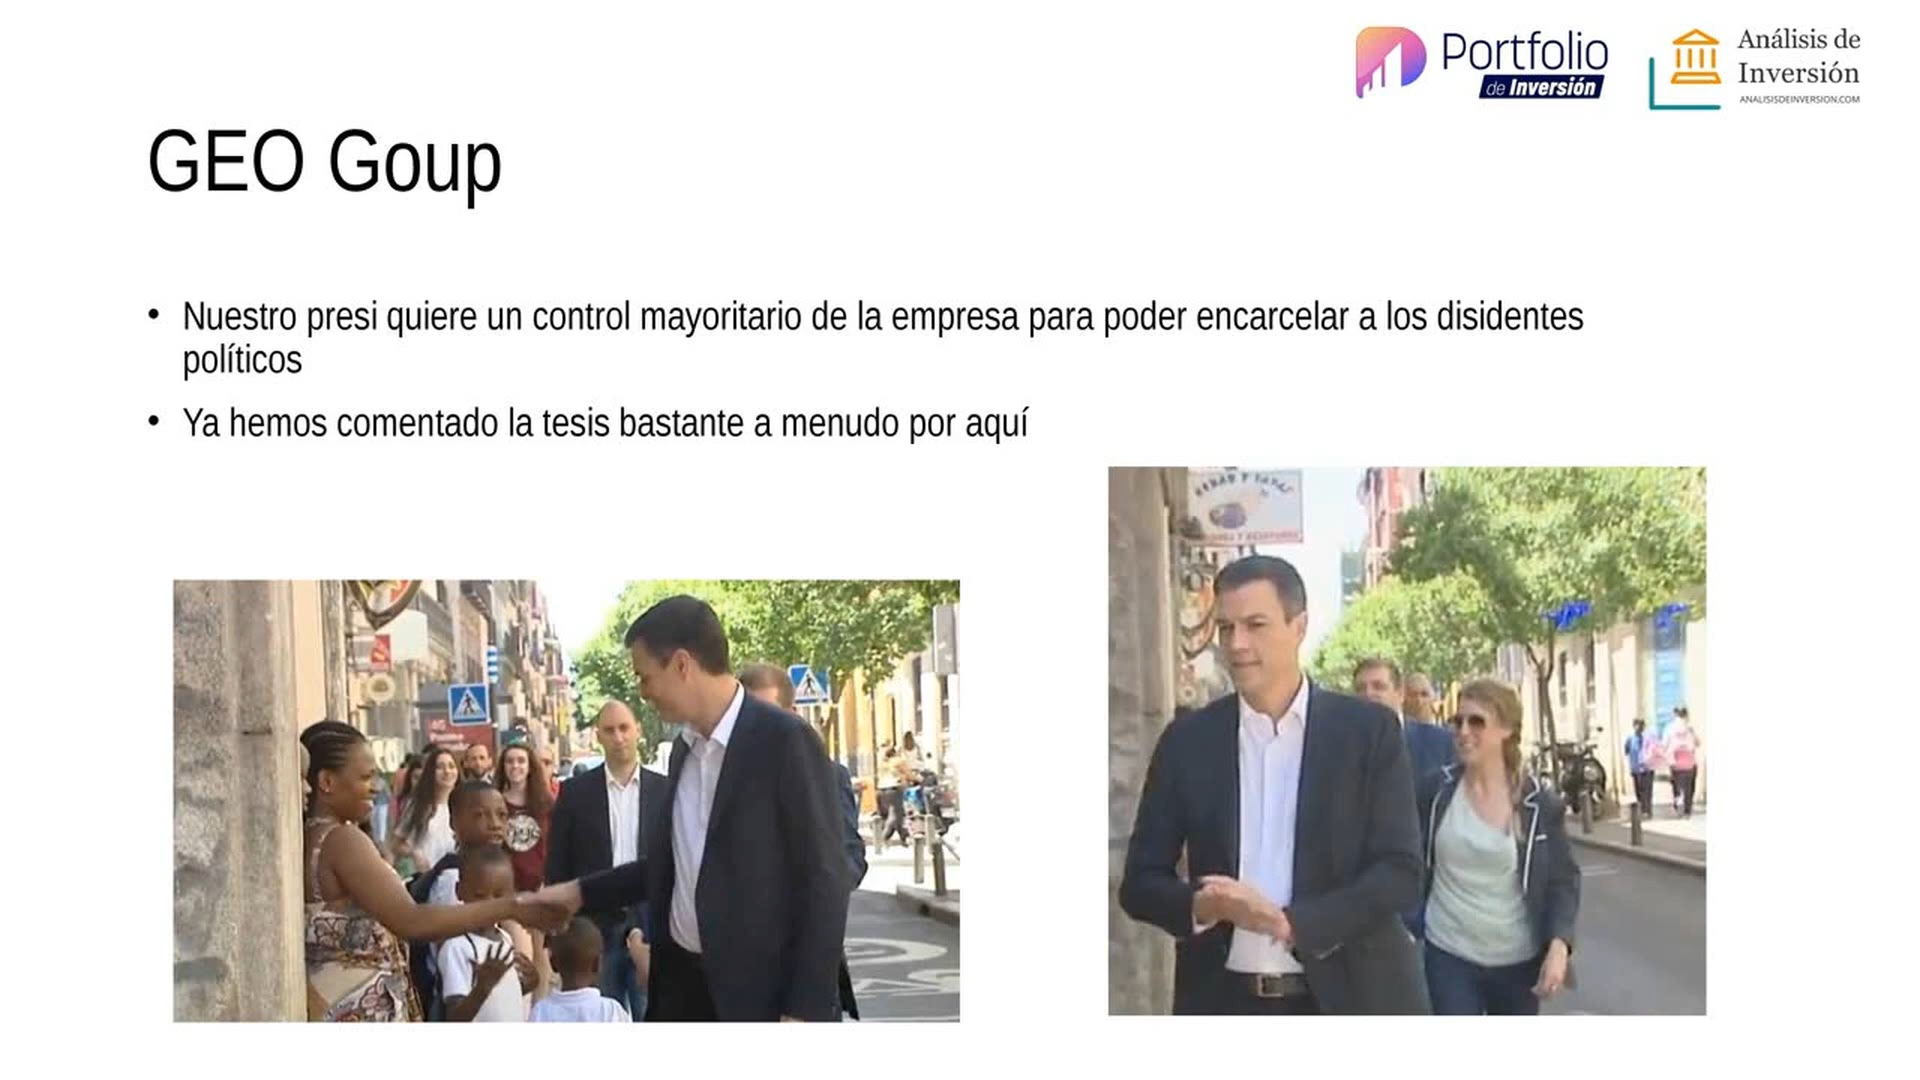 Portfolio
de Inversión
Análisis de
Inversión
ANALISISDEINVERSION.COM
GEO Goup
• Nuestro presi quiere un control mayoritario de la empresa para poder encarcelar a los disidentes
políticos
• Ya hemos comentado la tesis bastante a menudo por aquí